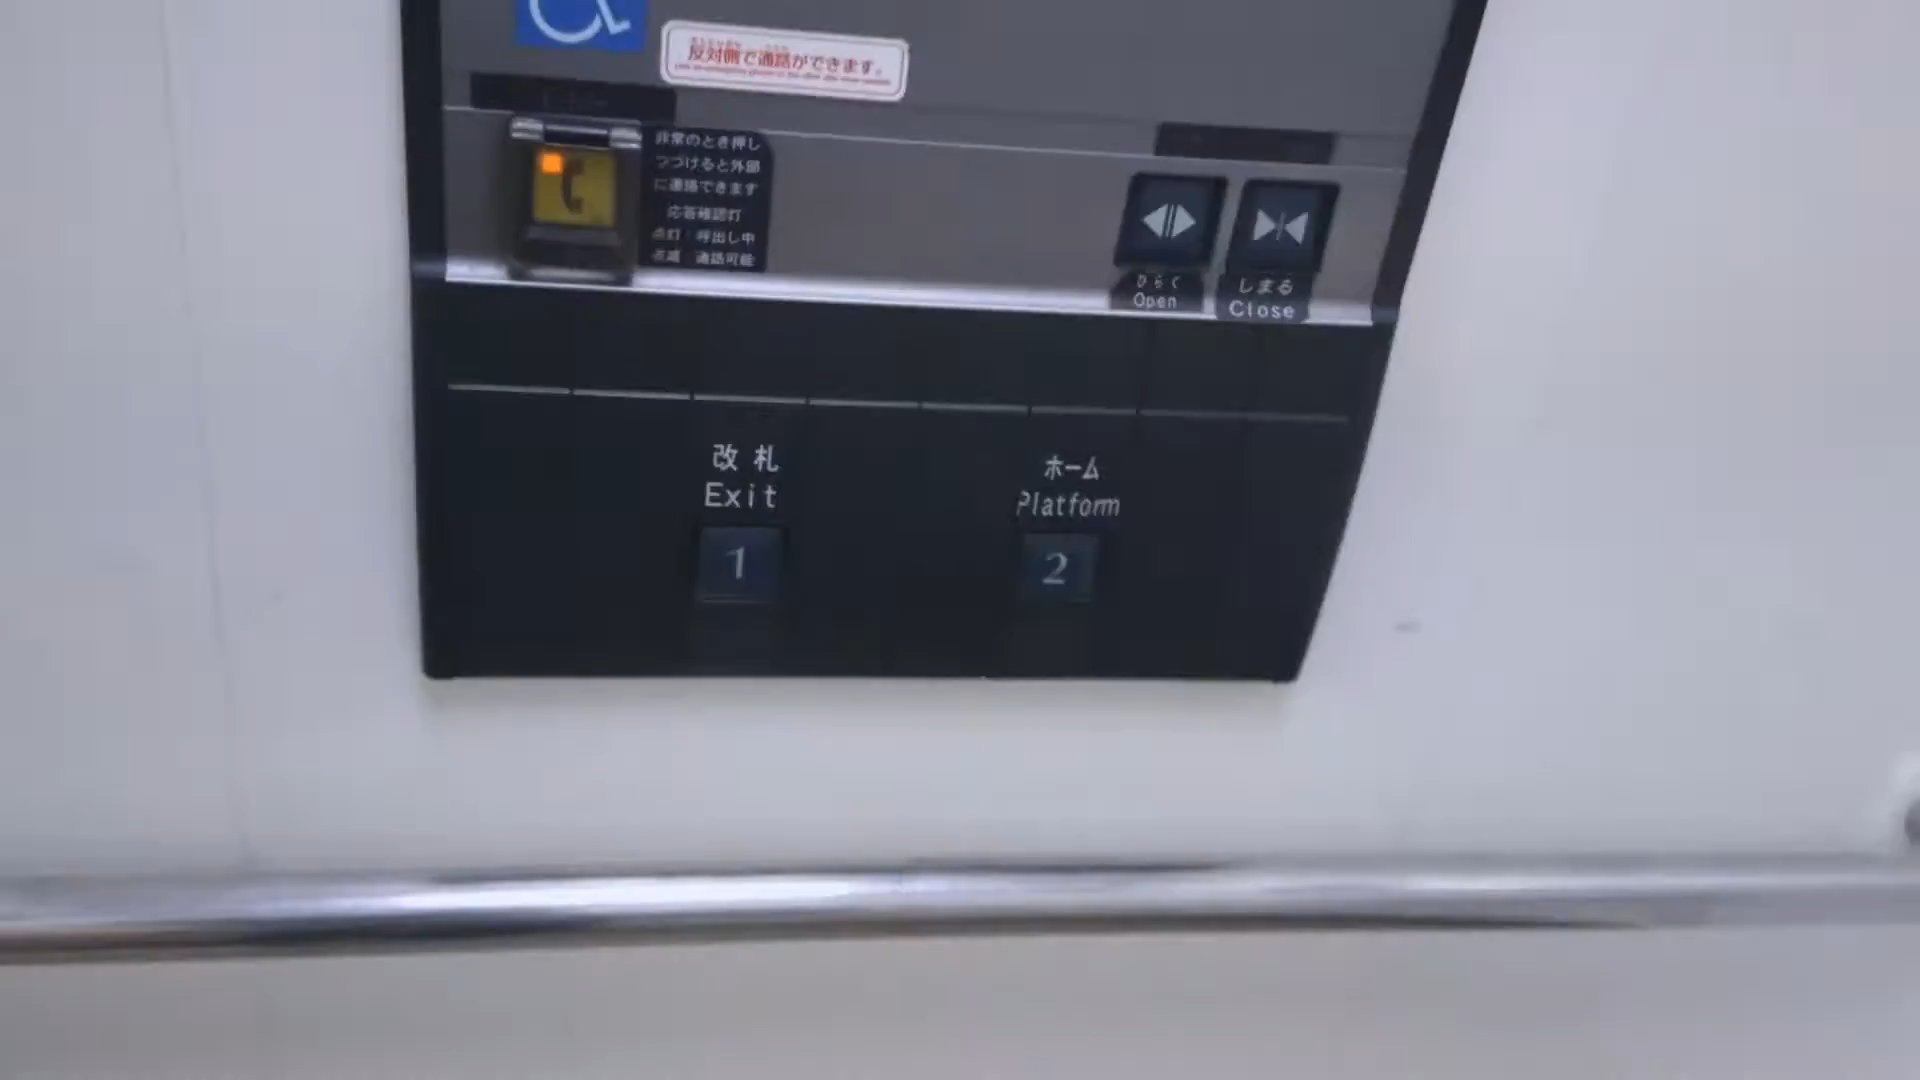 反対側で通話ができます。
非常のとき押し
つづけると外部
に連絡できます
応答確認灯
点灯 呼出し中
点滅 通話可能
ひらく
Open
しまる
Close
改札
Exit
1
ホーム
Platform
2